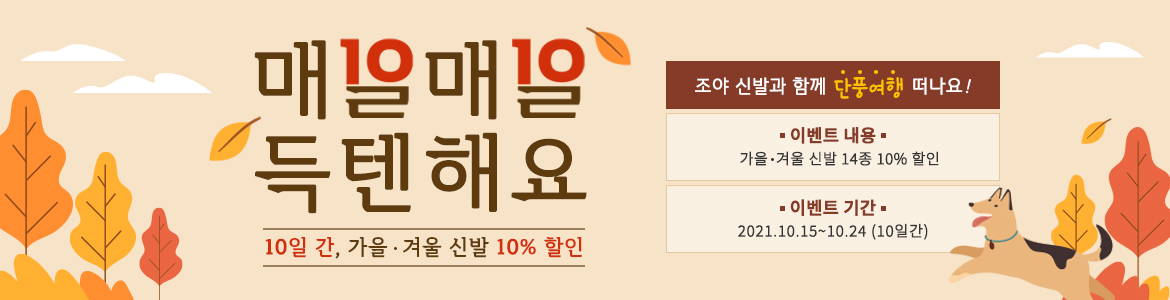 매일매일
득텐해요
10일 간, 가을·겨울 신발 10% 할인
조야 신발과 함께 단풍여행 떠나요!
▪ 이벤트 내용 ▪
가을·겨울 신발 14종 10% 할인
▪ 이벤트 기간 ▪
2021.10.15~10.24 (10일간)